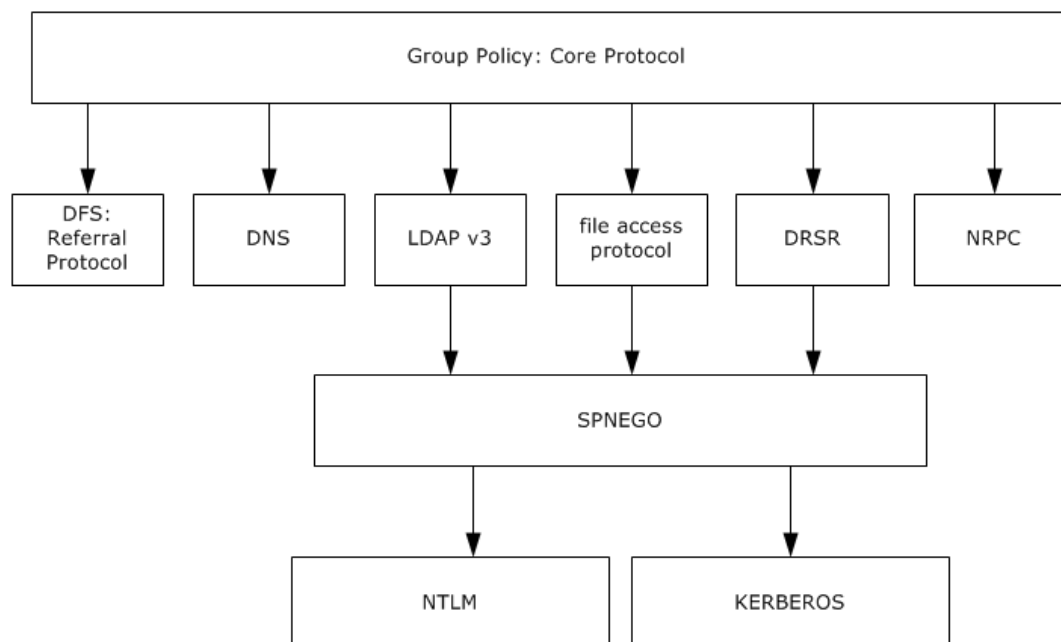 Group Policy: Core Protocol
DFS:
Referral
Protocol
DNS
LDAP v3
file access
protocol
DRSR
NRPC
SPNEGO
NTLM
KERBEROS